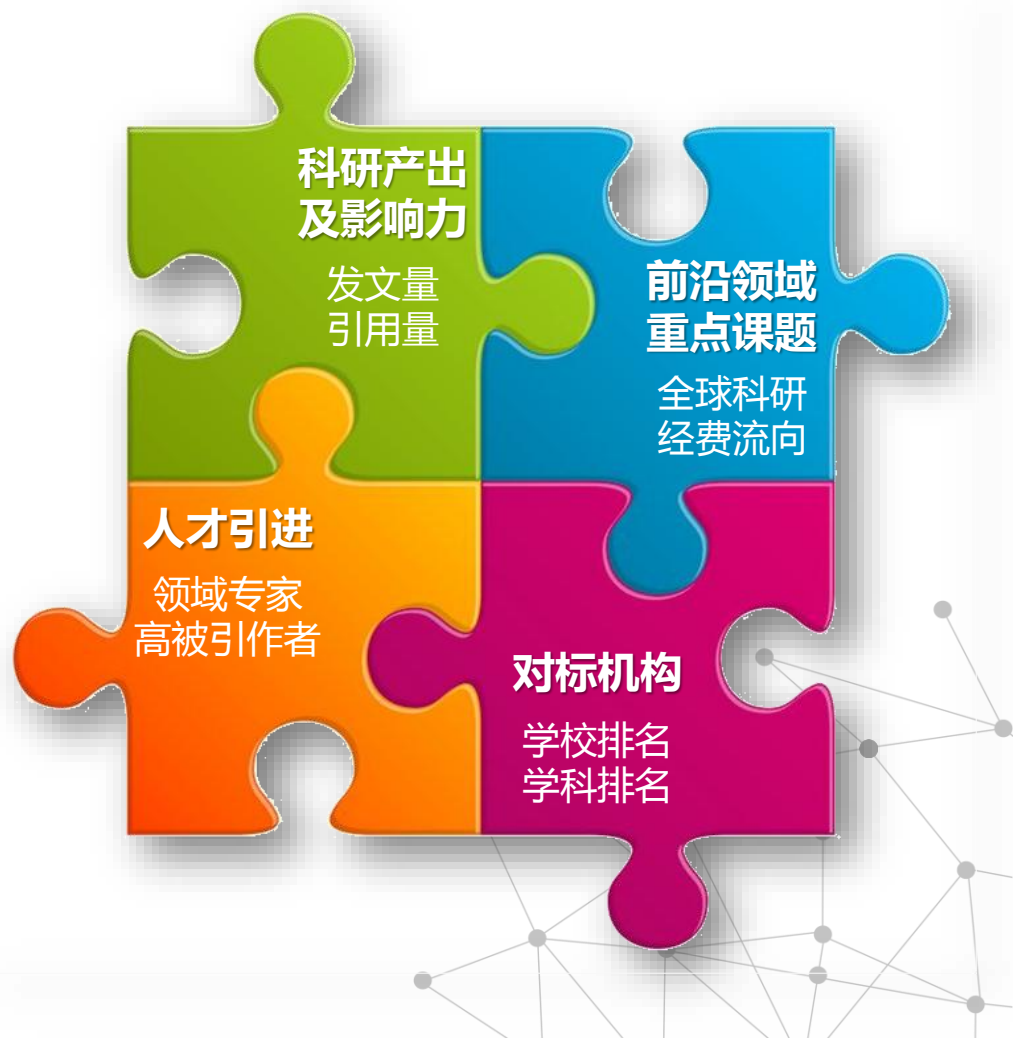 科研产出
及影响力
发文量
引用量
前沿领域
重点课题
全球科研
经费流向
人才引进
领域专家
高被引作者
对标机构
学校排名
学科排名